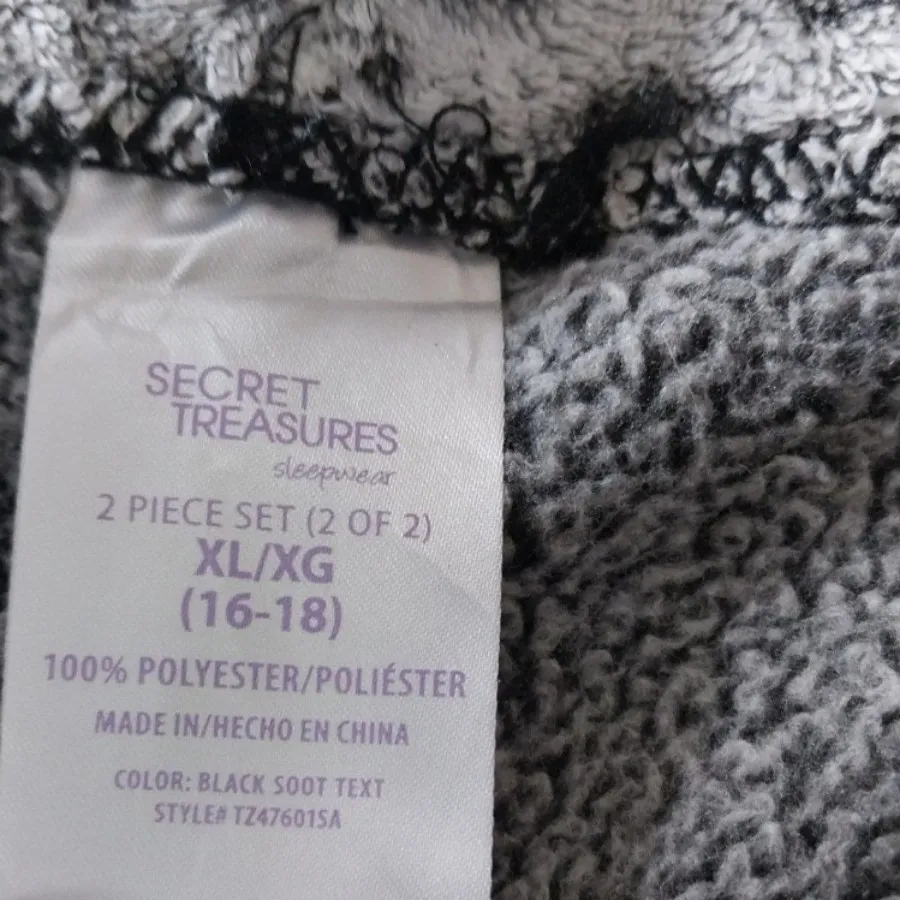 SECRET
TREASURES
sleepwear
2 PIECE SET (2 OF 2)
XL/XG
(16-18)
100% POLYESTER/POLIÉSTER
MADE IN/HECHO EN CHINA
COLOR: BLACK SOOT TEXT
STYLE# TZ47601SA